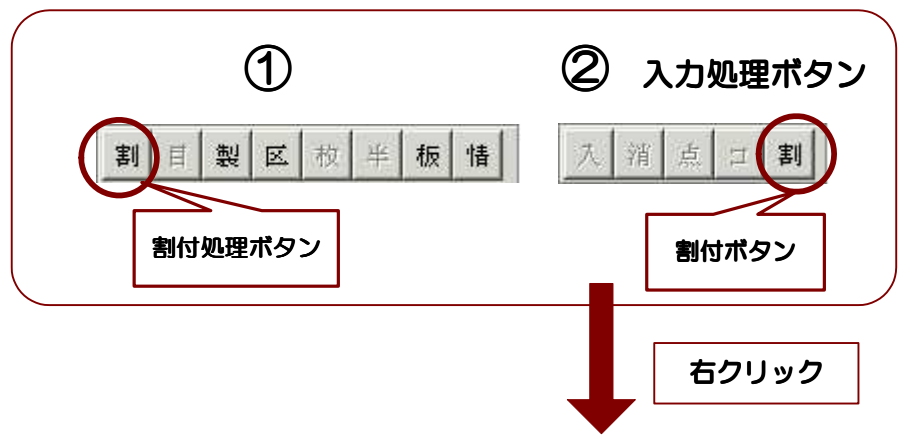 ①
② 入力処理ボタン
割 目 製 区 枚 半 板 情
入 消 点 コ 割
割付処理ボタン
割付ボタン
右クリック